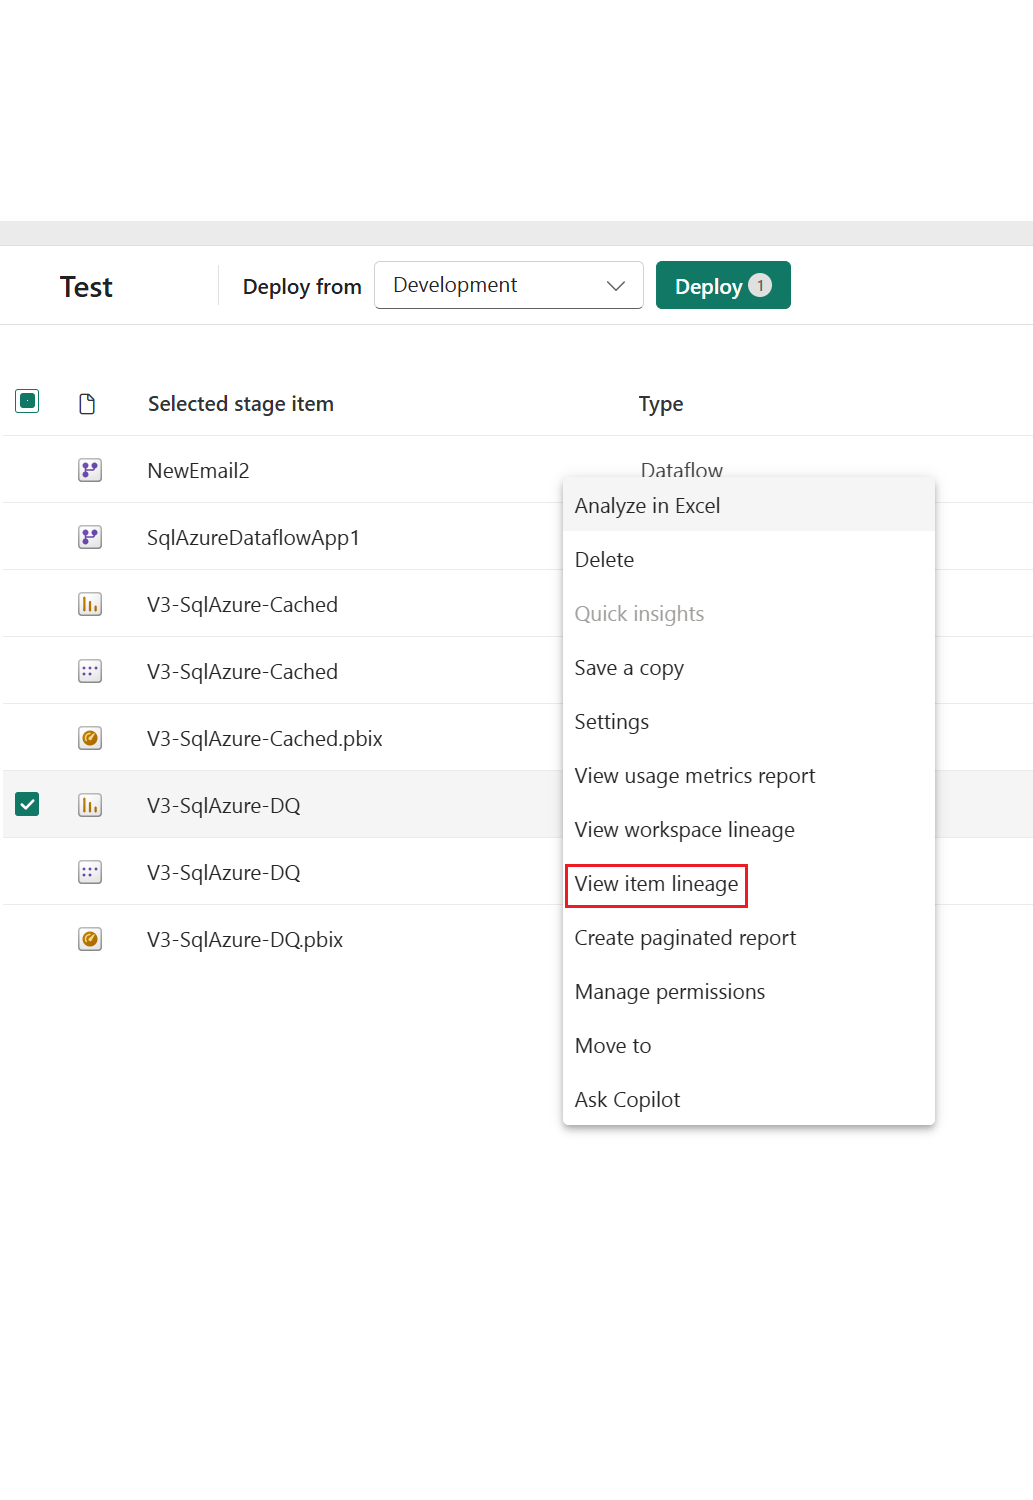 Test
Deploy from
Development
Deploy 1
Selected stage item
Type
NewEmail2
Dataflow
SqlAzureDataflowApp1
V3-SqlAzure-Cached
V3-SqlAzure-Cached
V3-SqlAzure-Cached.pbix
V3-SqlAzure-DQ
V3-SqlAzure-DQ
V3-SqlAzure-DQ.pbix
Analyze in Excel
Delete
Quick insights
Save a copy
Settings
View usage metrics report
View workspace lineage
View item lineage
Create paginated report
Manage permissions
Move to
Ask Copilot